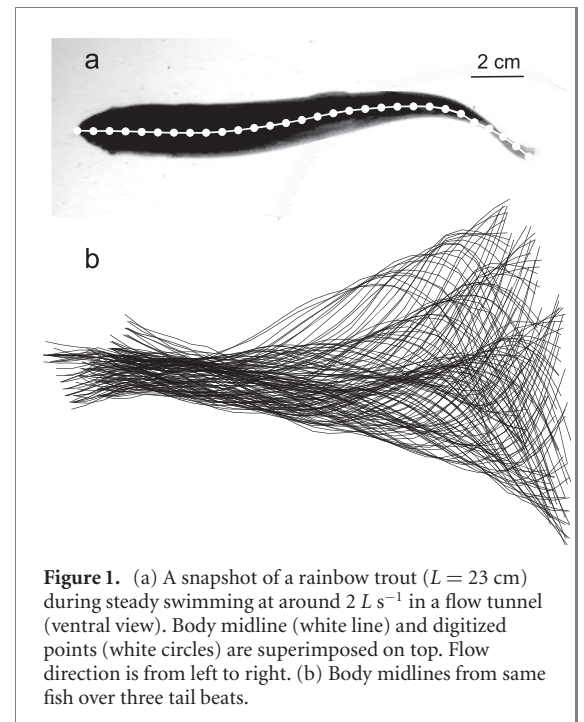 a
2 cm
b
Figure 1. (a) A snapshot of a rainbow trout (L = 23 cm)
during steady swimming at around 2 L s⁻¹ in a flow tunnel
(ventral view). Body midline (white line) and digitized
points (white circles) are superimposed on top. Flow
direction is from left to right. (b) Body midlines from same
fish over three tail beats.